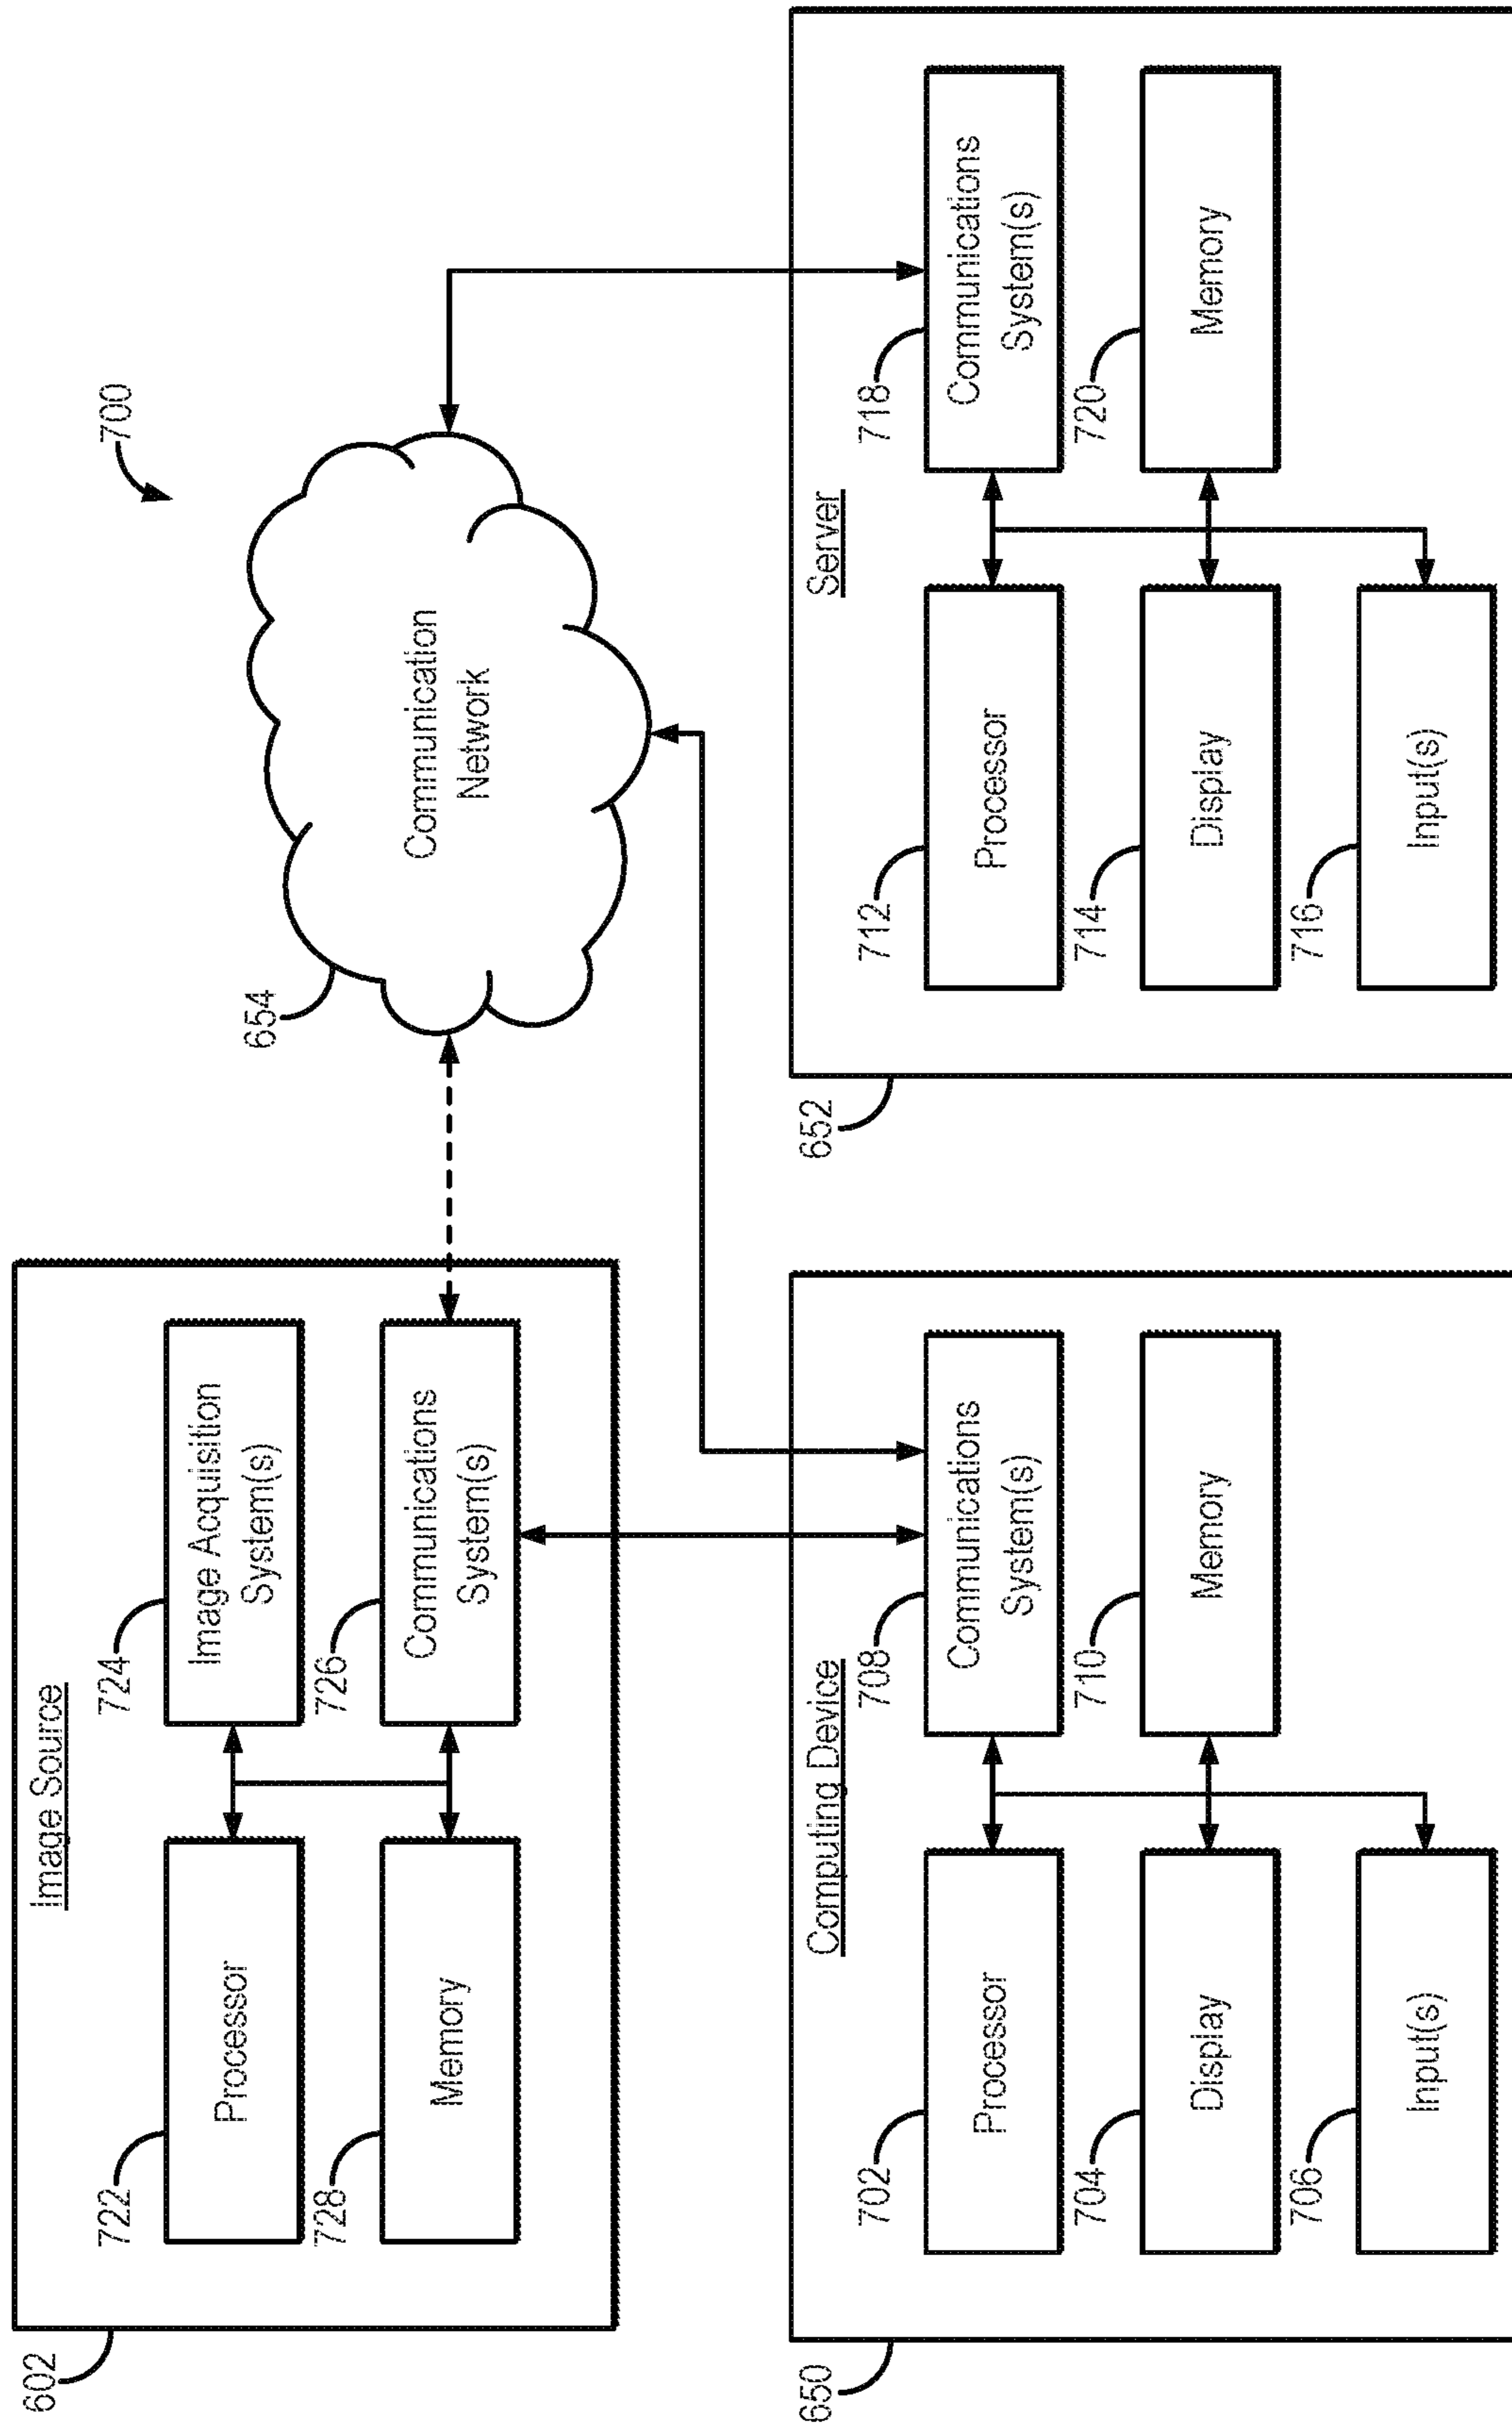 700
Image Source
602
722
Processor
724
Image Acquisition
System(s)
728
Memory
726
Communications
System(s)
654
Communication
Network
Computing Device
650
702
Processor
708
Communications
System(s)
704
Display
710
Memory
706
Input(s)
Server
652
712
Processor
718
Communications
System(s)
714
Display
720
Memory
716
Input(s)